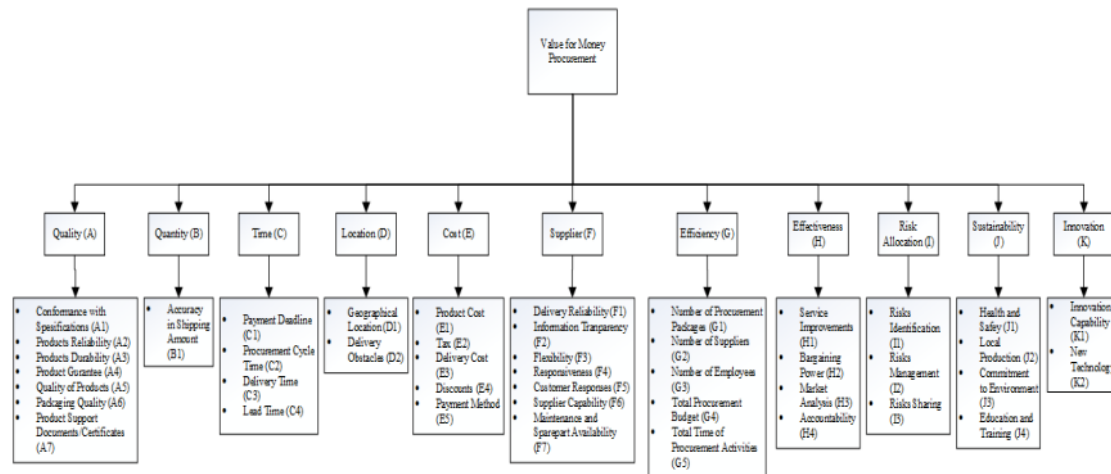 Value for Money
Procurement
Quality (A)
Quantity (B)
Time (C)
Location (D)
Cost (E)
Supplier (F)
Efficiency (G)
Effectiveness
(H)
Risk
Allocation (I)
Sustainability
(J)
Innovation
(K)
• Conformance with
Spesifications (A1)
• Products Reliability (A2)
• Products Durability (A3)
• Product Gurantee (A4)
• Quality of Products (A5)
• Packaging Quality (A6)
• Product Support
Documents/Certificates (A7)
• Accuracy
in Shipping
Amount
(B1)
• Payment Deadline
(C1)
• Procurement Cycle
Time (C2)
• Delivery Time
(C3)
• Lead Time (C4)
• Geographical
Location (D1)
• Delivery
Obstacles (D2)
• Product Cost
(E1)
• Tax (E2)
• Delivery Cost
(E3)
• Discounts (E4)
• Payment Method
(E5)
• Delivery Reliability (F1)
• Information Tranparency
(F2)
• Flexibility (F3)
• Responsiveness (F4)
• Customer Responses (F5)
• Supplier Capability (F6)
• Maintenance and
Sparepart Availability
(F7)
• Number of Procurement
Packages (G1)
• Number of Suppliers
(G2)
• Number of Employees
(G3)
• Total Procurement
Budget (G4)
• Total Time of
Procurement Activities
(G5)
• Service
Improvements
(H1)
• Bargaining
Power (H2)
• Market
Analysis (H3)
• Accountability
(H4)
• Risks
Identification
(I1)
• Risks
Management
(I2)
• Risks Sharing
(I3)
• Health and
Safey (J1)
• Local
Production (J2)
• Commitment
to Environment
(J3)
• Education and
Training (J4)
• Innovation
Capability
(K1)
• New
Technology
(K2)